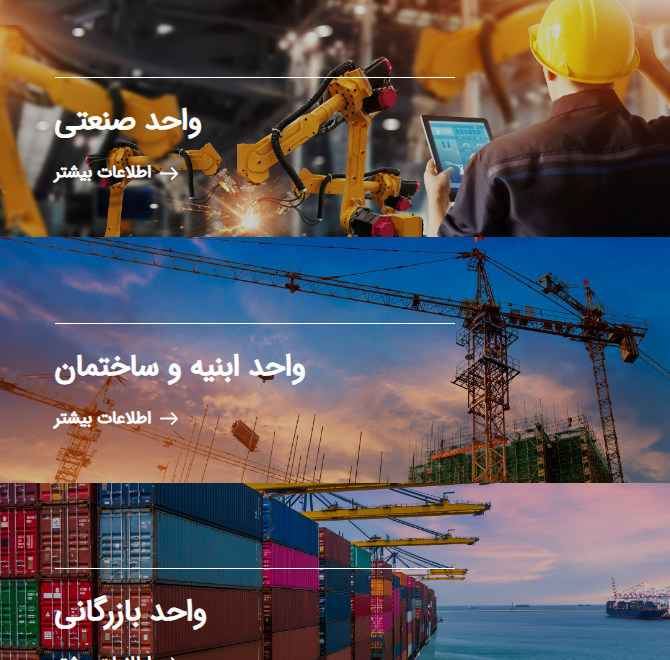 واحد صنعتی
اطلاعات بیشتر
واحد ابنیه و ساختمان
اطلاعات بیشتر
واحد بازرگانی